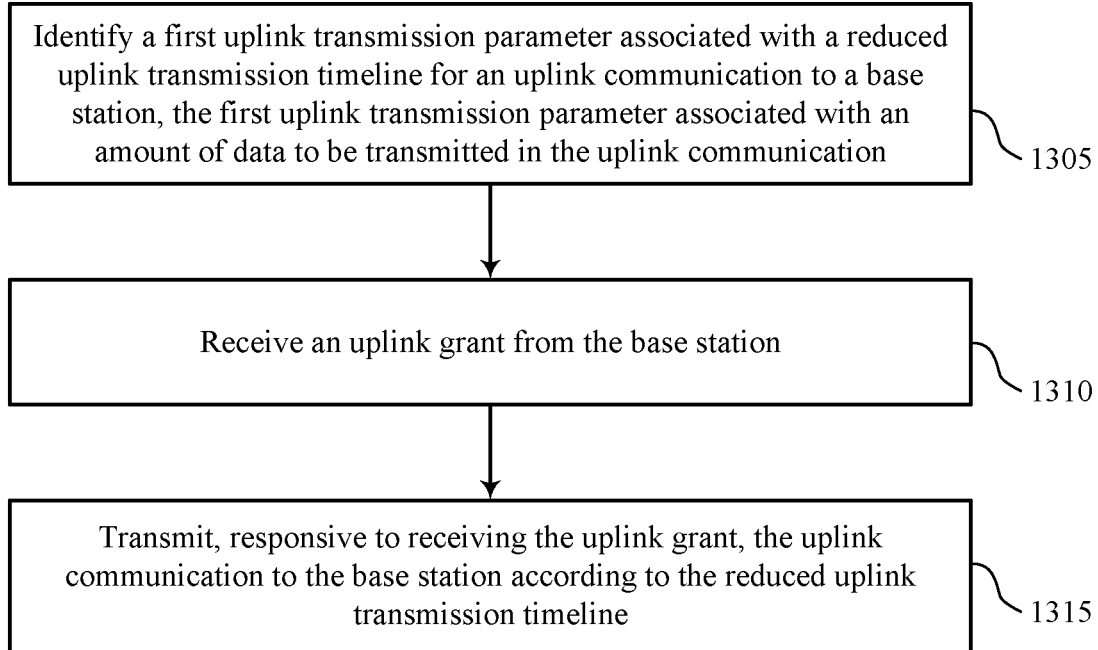 Identify a first uplink transmission parameter associated with a reduced
uplink transmission timeline for an uplink communication to a base
station, the first uplink transmission parameter associated with an
amount of data to be transmitted in the uplink communication
1305
Receive an uplink grant from the base station
1310
Transmit, responsive to receiving the uplink grant, the uplink
communication to the base station according to the reduced uplink
transmission timeline
1315